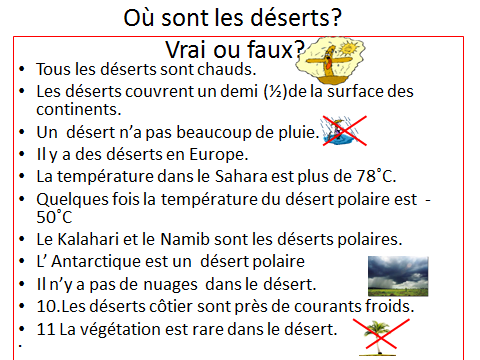 Où sont les déserts?
Vrai ou faux?
• Tous les déserts sont chauds.
• Les déserts couvrent un demi (½)de la surface des
continents.
• Un  désert n’a pas beaucoup de pluie.
• Il y a des déserts en Europe.
• La température dans le Sahara est plus de 78˚C.
• Quelques fois la température du désert polaire est  -
50˚C
• Le Kalahari et le Namib sont les déserts polaires.
• L’ Antarctique est un  désert polaire
• Il n’y a pas de nuages  dans le désert.
• 10.Les déserts côtier sont près de courants froids.
• 11 La végétation est rare dans le désert.
•